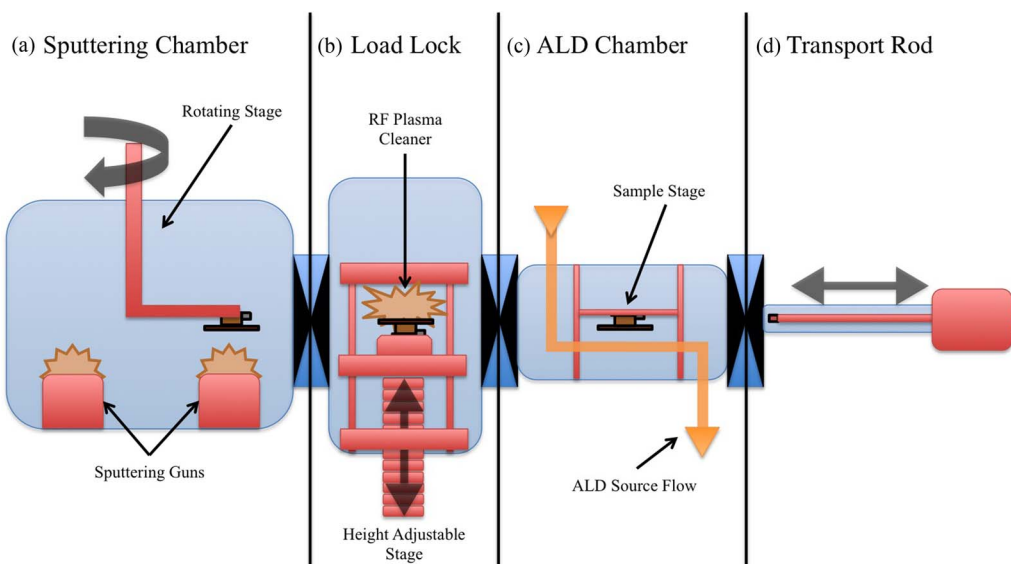 (a) Sputtering Chamber
(b) Load Lock
(c) ALD Chamber
(d) Transport Rod
Rotating Stage
RF Plasma
Cleaner
Sample Stage
Sputtering Guns
ALD Source Flow
Height Adjustable
Stage